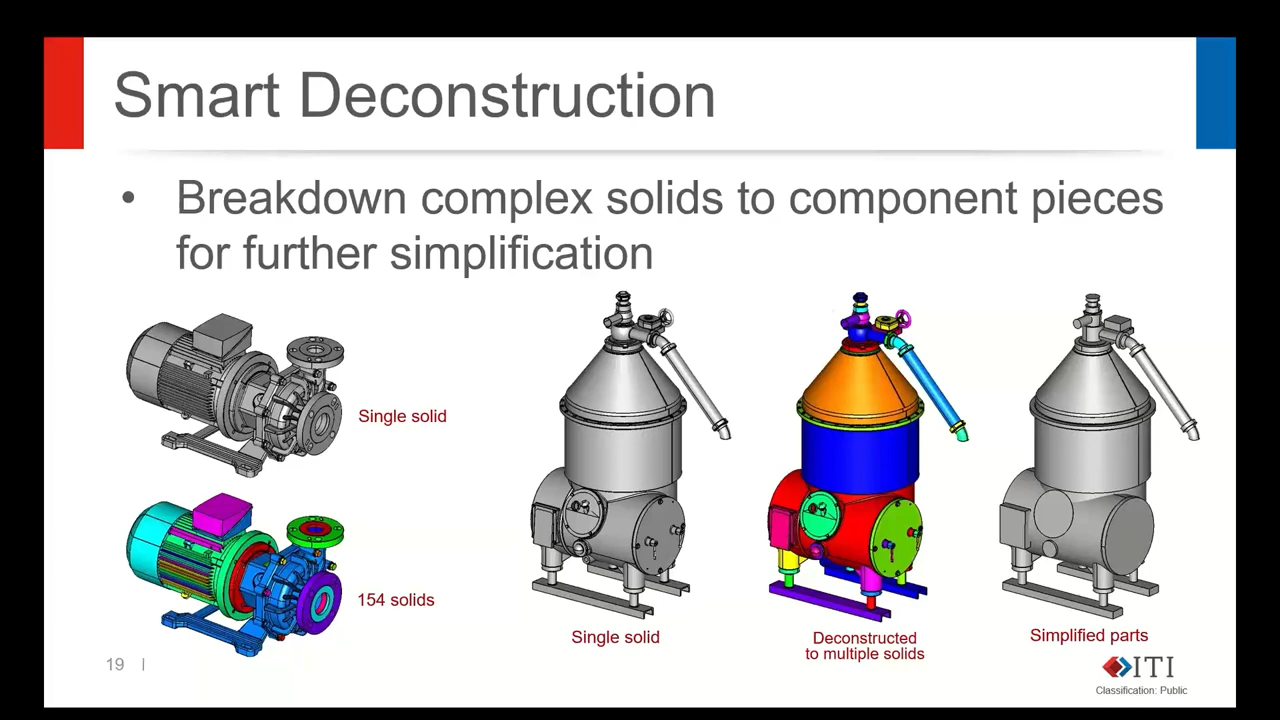 Smart Deconstruction
• Breakdown complex solids to component pieces
for further simplification
Single solid
154 solids
Single solid
Deconstructed
to multiple solids
Simplified parts
19 |
ITI
Classification: Public